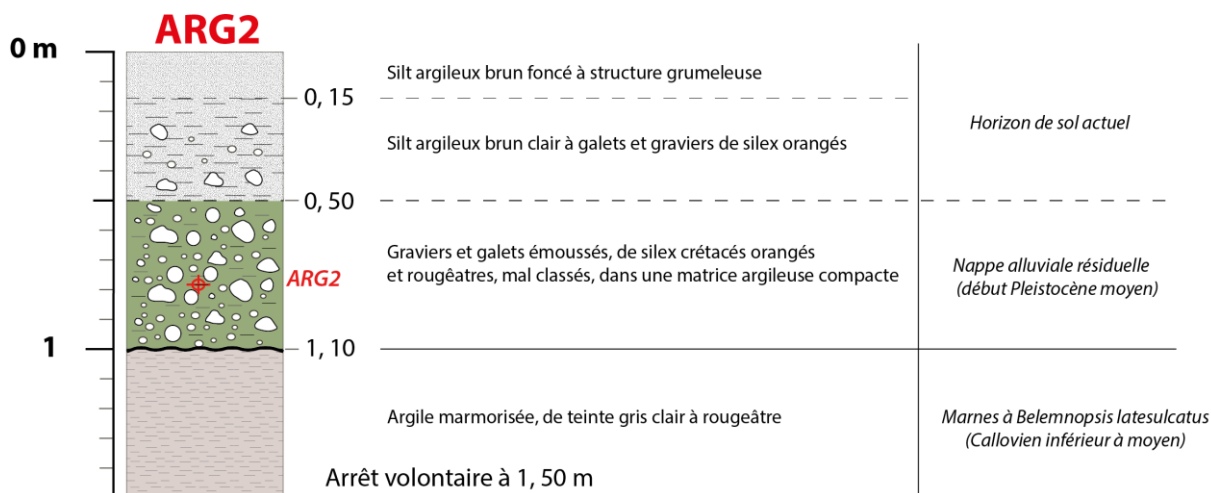 ARG2
0 m
Silt argileux brun foncé à structure grumeleuse
0, 15
Horizon de sol actuel
Silt argileux brun clair à galets et graviers de silex orangés
0, 50
Graviers et galets émoussés, de silex crétacés orangés
et rougêatres, mal classés, dans une matrice argileuse compacte
ARG2
Nappe alluviale résiduelle
(début Pleistocène moyen)
1
1, 10
Argile marmorisée, de teinte gris clair à rougeâtre
Marnes à Belemnopsis latesulcatus
(Callovien inférieur à moyen)
Arrêt volontaire à 1, 50 m